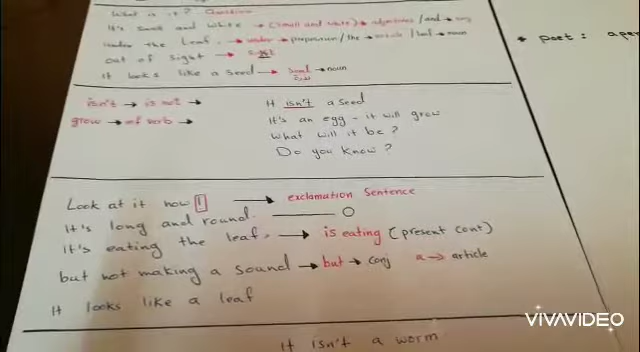 What is it? Question
It's small and white → (small and white) → adjectives / and →
Under the leaf. → under → preposition / the → article / leaf → noun
out of sight →
It looks like a seed → seed → noun
isn't → is not →
grow → of verb →
It isn't a seed
It's an egg - it will grow
What will it be?
Do you know?
Look at it now! → exclamation Sentence
It's long and round.
It's eating the leaf. → is eating (present cont)
but not making a sound → but → conj a → article
It looks like a leaf
It isn't a worm
* poet:
VIVAVIDEO